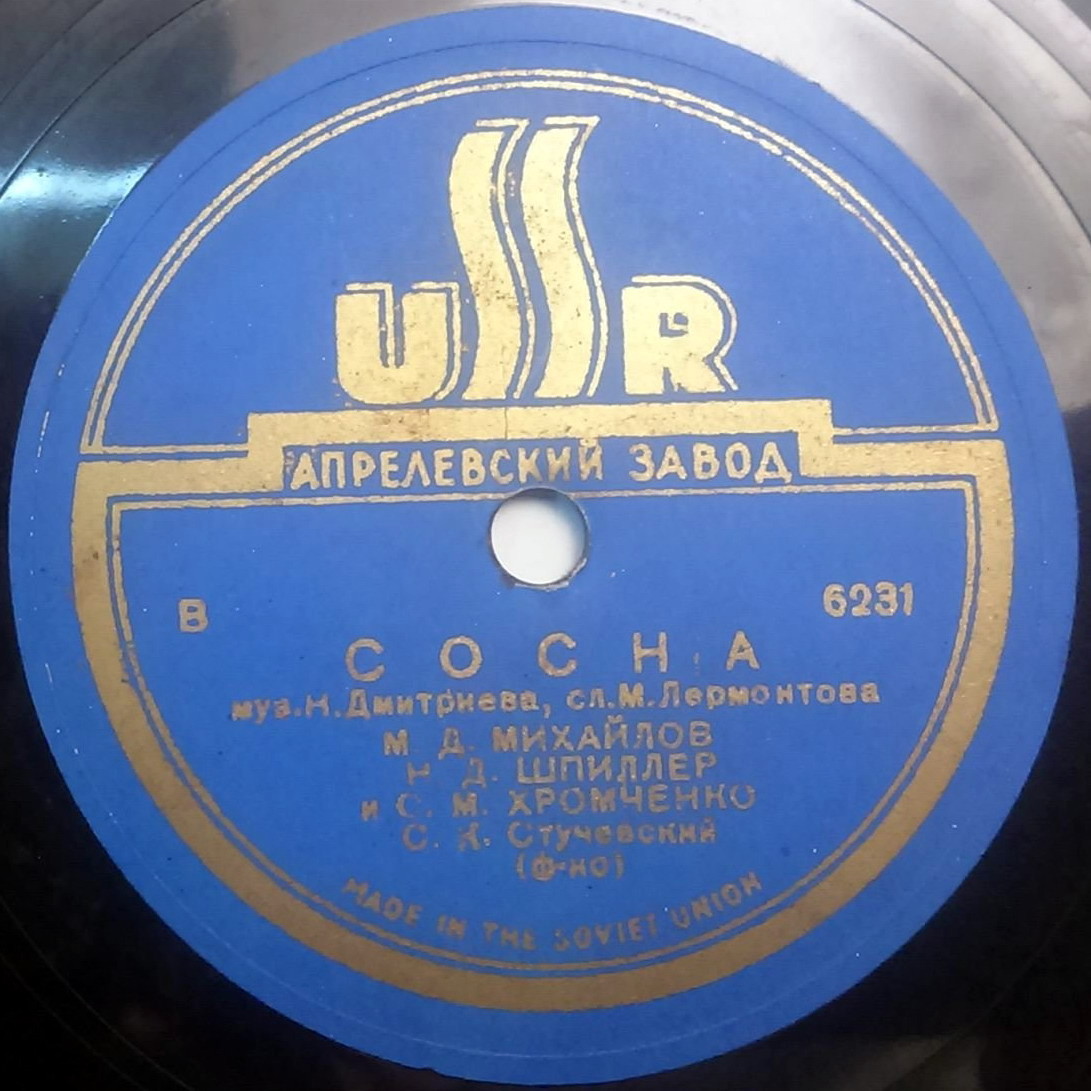 USSR
АПРЕЛЕВСКИЙ ЗАВОД
В 6231
СОСНА
муз. Н. Дмитриева, сл. М. Лермонтова
М. Д. МИХАЙЛОВ
Н. Д. ШПИЛЛЕР
и С. М. ХРОМЧЕНКО
С. К. Стучевский
(ф-но)
MADE IN THE SOVIET UNION